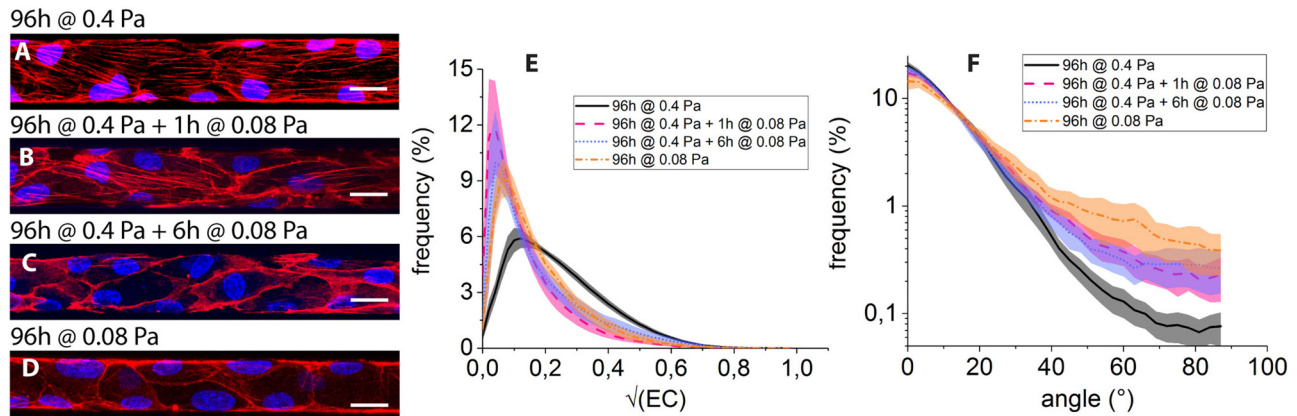 96h @ 0.4 Pa
A
96h @ 0.4 Pa + 1h @ 0.08 Pa
B
96h @ 0.4 Pa + 6h @ 0.08 Pa
C
96h @ 0.08 Pa
D
E
96h @ 0.4 Pa
96h @ 0.4 Pa + 1h @ 0.08 Pa
96h @ 0.4 Pa + 6h @ 0.08 Pa
96h @ 0.08 Pa
frequency (%)
15
12
9
6
3
0
0,0 0,2 0,4 0,6 0,8 1,0
√(EC)
F
96h @ 0.4 Pa
96h @ 0.4 Pa + 1h @ 0.08 Pa
96h @ 0.4 Pa + 6h @ 0.08 Pa
96h @ 0.08 Pa
frequency (%)
10
1
0,1
0 20 40 60 80 100
angle (°)